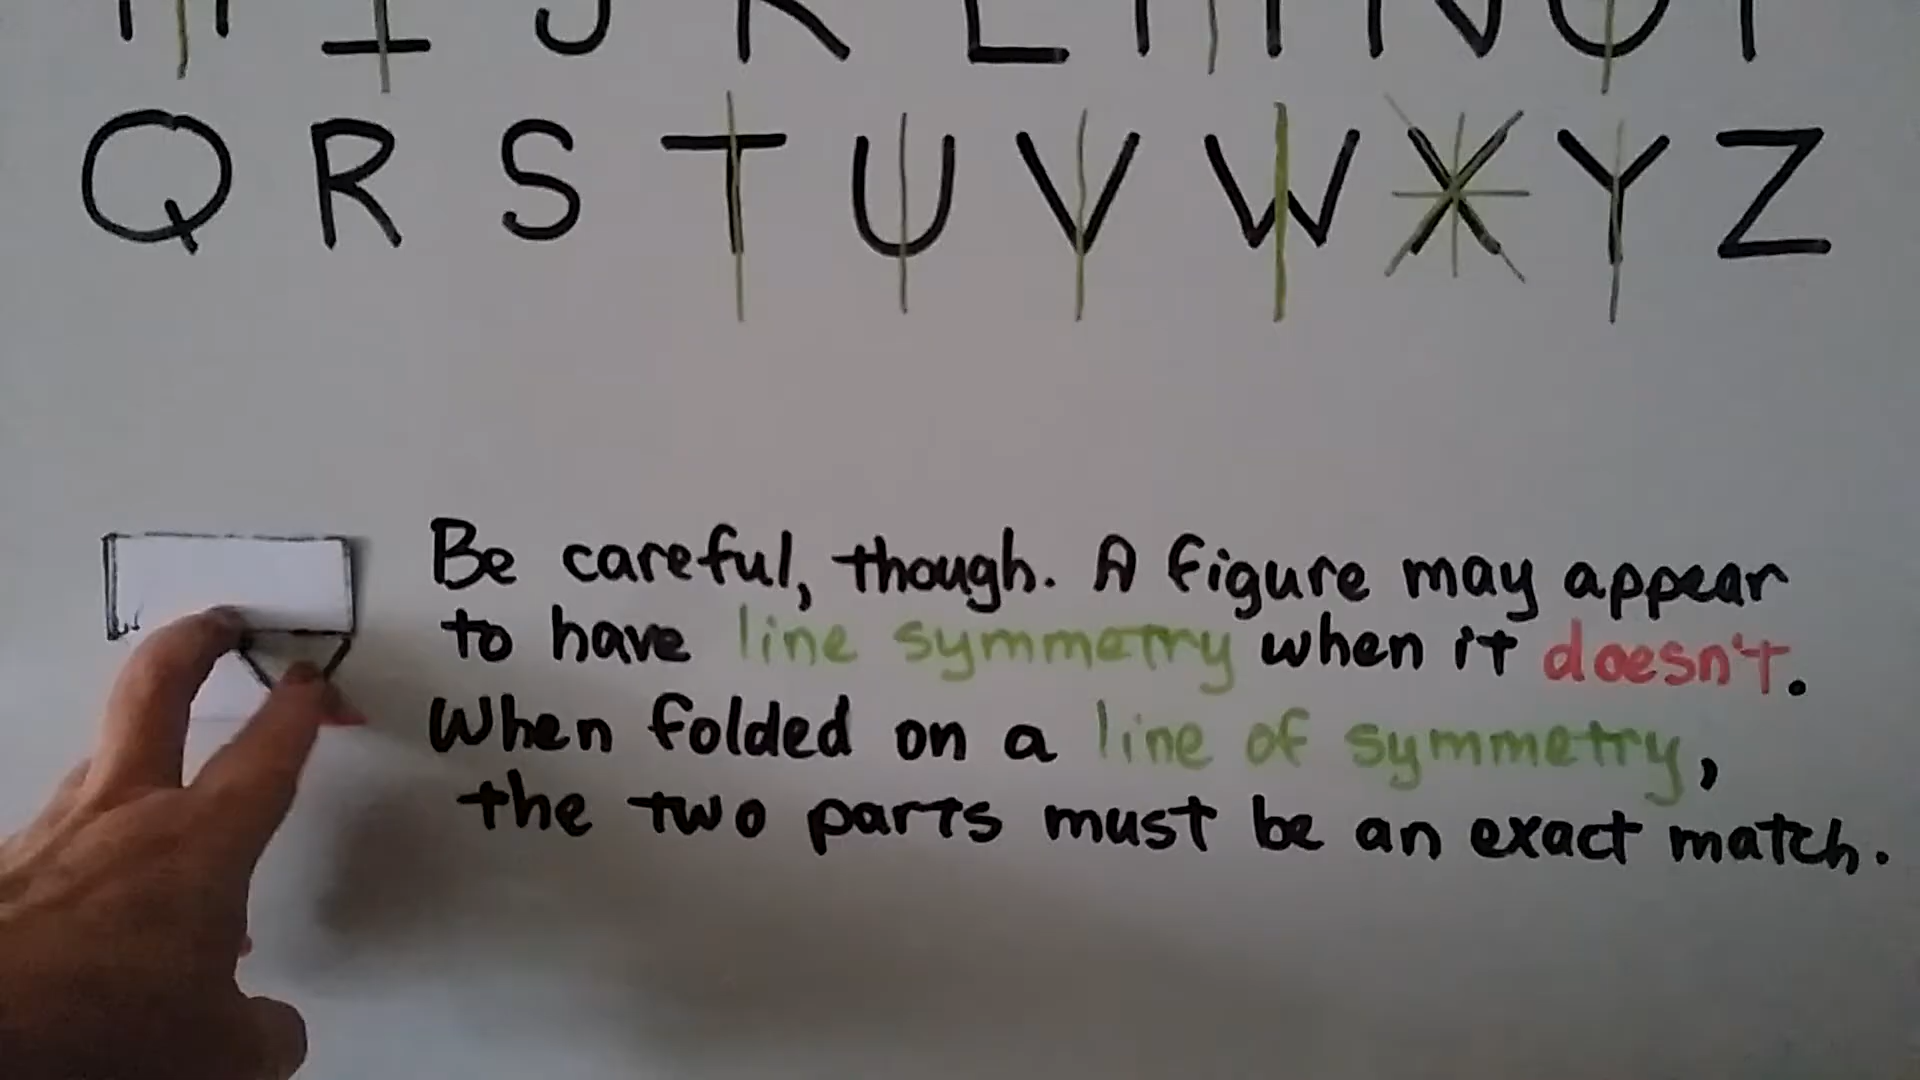 H I J K L M N O P
Q R S T U V W X Y Z
Be careful, though. A figure may appear
to have line symmetry when it doesn't.
When folded on a line of symmetry,
the two parts must be an exact match.